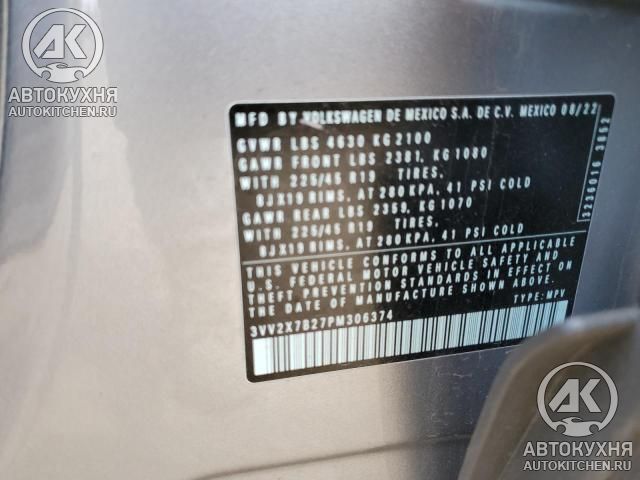 AK
АВТОКУХНЯ
AUTOKITCHEN.RU
MFD BY VOLKSWAGEN DE MEXICO S.A. DE C.V. MEXICO 08/22
GVWR LBS 4630 KG 2100
GAWR FRONT LBS 2381, KG 1080
WITH 225/45 R19 TIRES,
8JX19 RIMS, AT 280 KPA, 41 PSI COLD
GAWR REAR LBS 2359, KG 1070
WITH 225/45 R19 TIRES,
8JX19 RIMS, AT 280 KPA, 41 PSI COLD
THIS VEHICLE CONFORMS TO ALL APPLICABLE
U.S. FEDERAL MOTOR VEHICLE SAFETY AND
THEFT PREVENTION STANDARDS IN EFFECT ON
THE DATE OF MANUFACTURE SHOWN ABOVE.
3VV2X7B27PM306374 TYPE: MPV
3236016 3662
AK
АВТОКУХНЯ
AUTOKITCHEN.RU